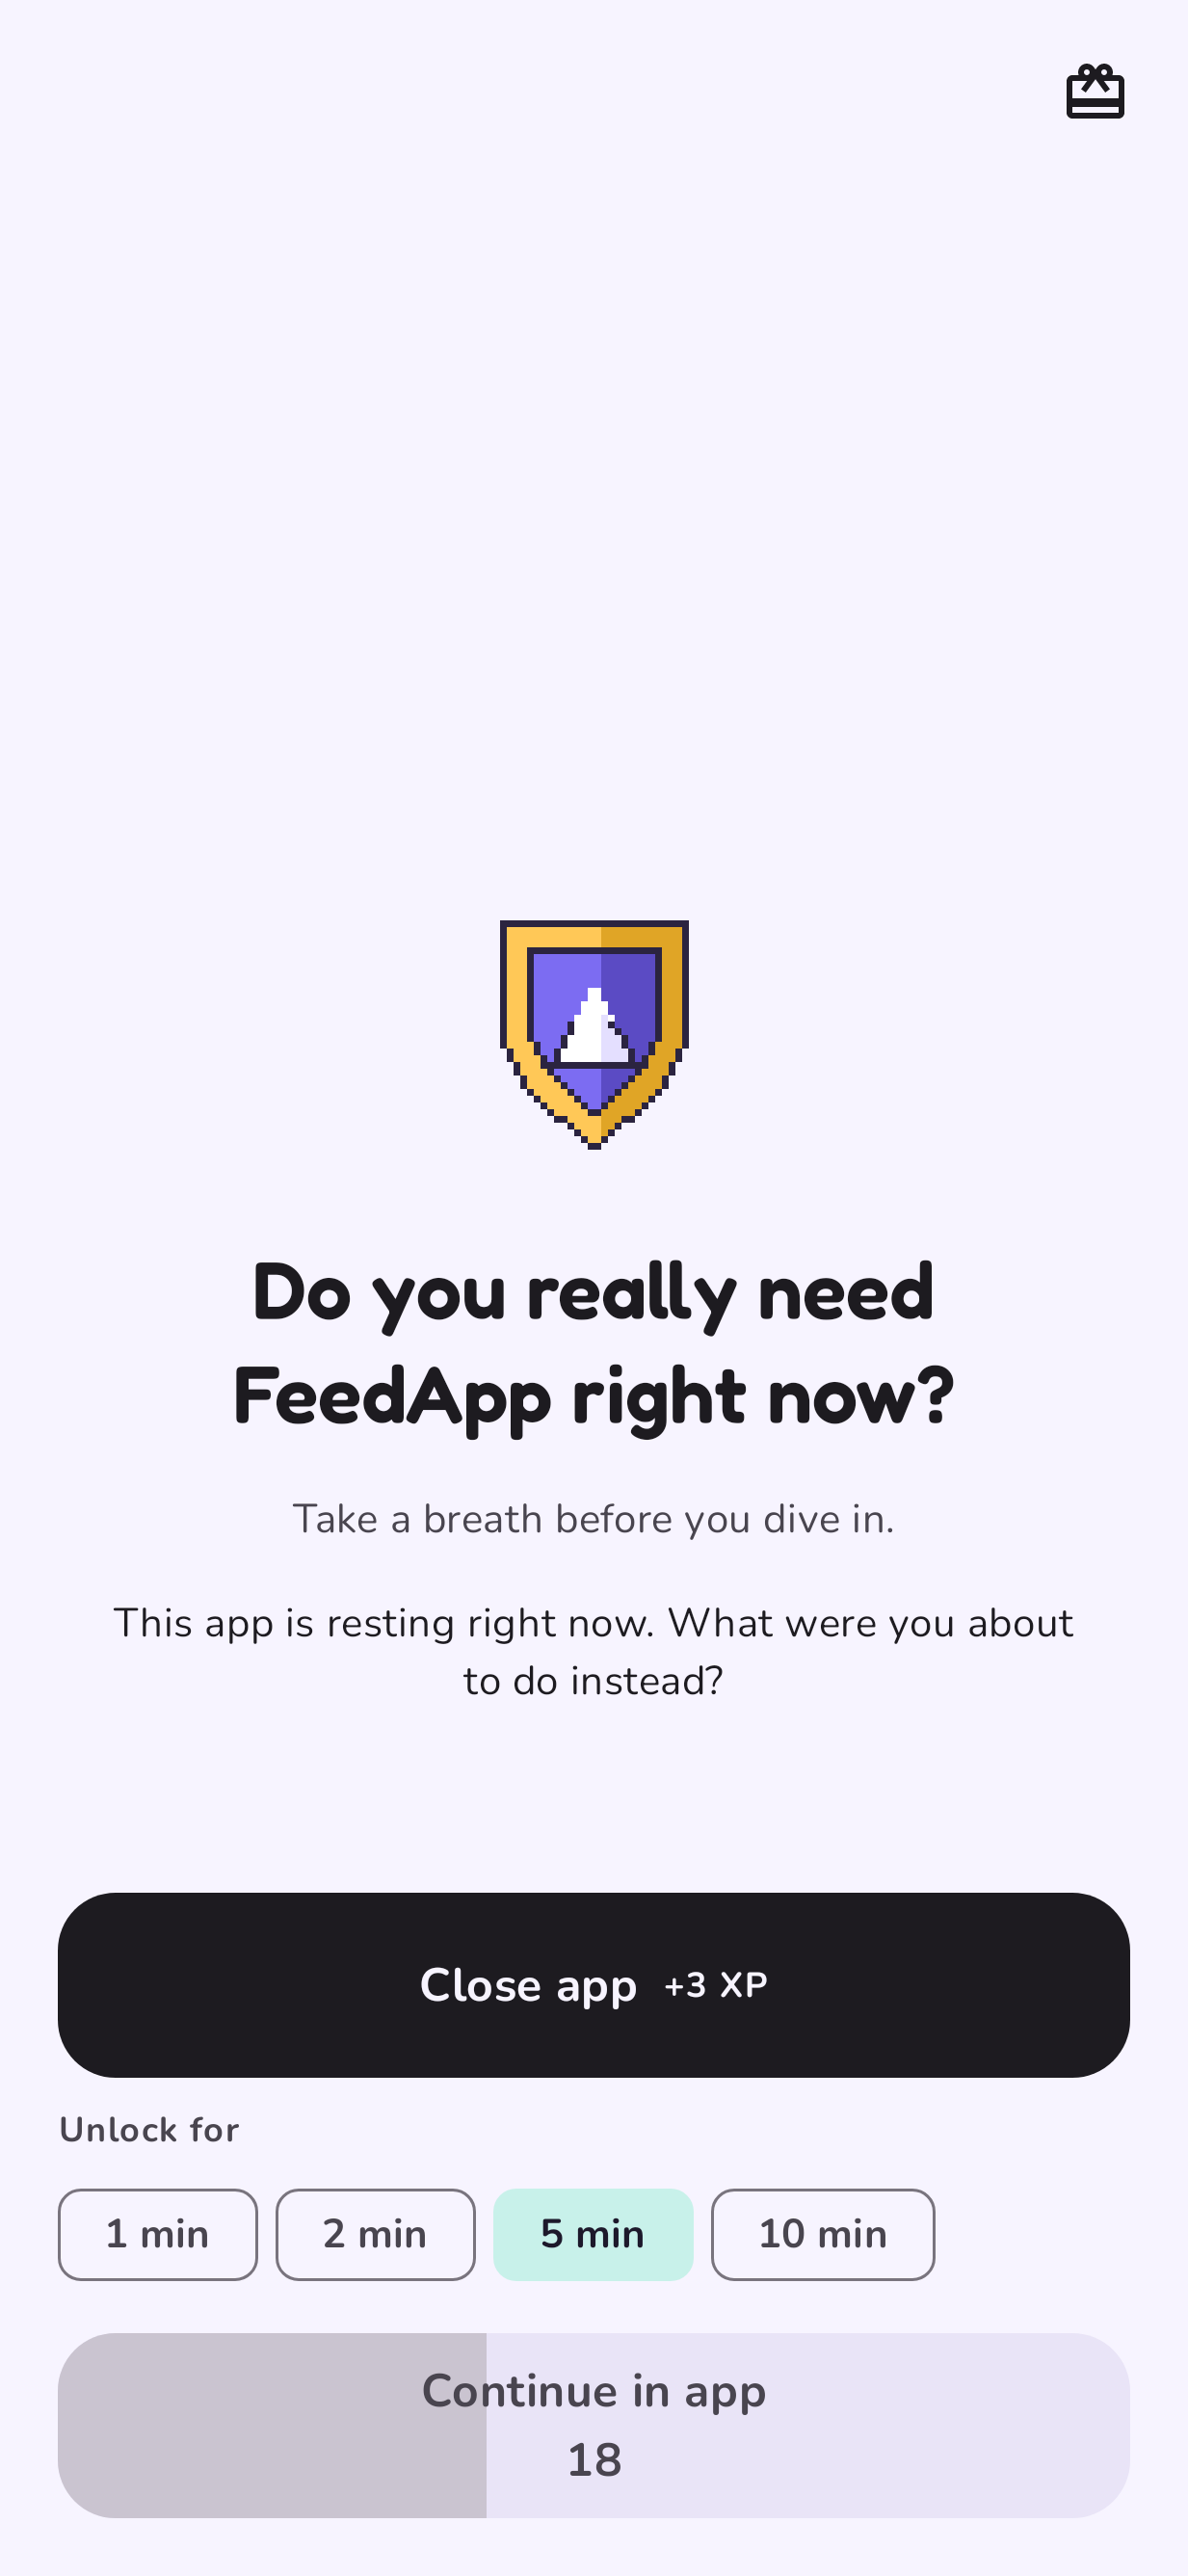 Do you really need
FeedApp right now?
Take a breath before you dive in.
This app is resting right now. What were you about
to do instead?
Close app +3 XP
Unlock for
1 min 2 min 5 min 10 min
Continue in app
18